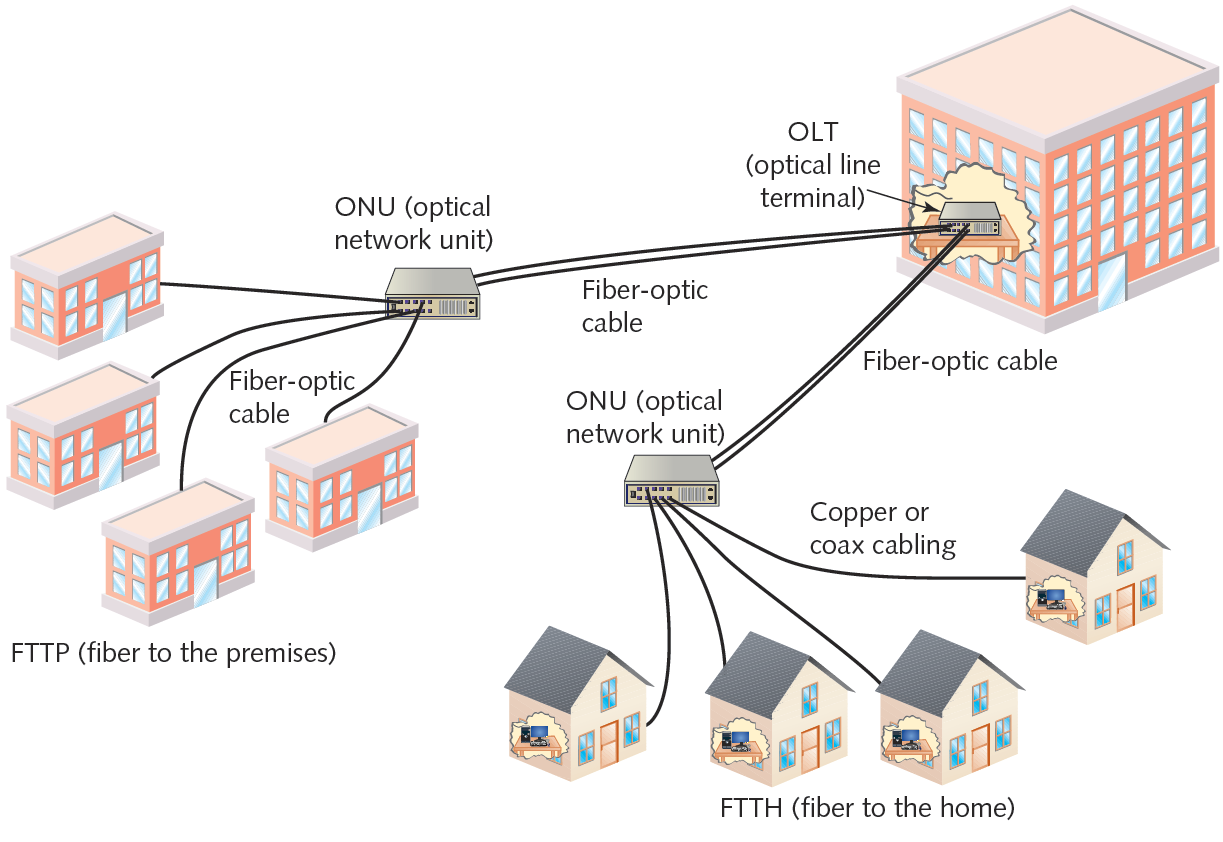 OLT
(optical line
terminal)
ONU (optical
network unit)
Fiber-optic
cable
Fiber-optic cable
Fiber-optic
cable
ONU (optical
network unit)
Copper or
coax cabling
FTTP (fiber to the premises)
FTTH (fiber to the home)